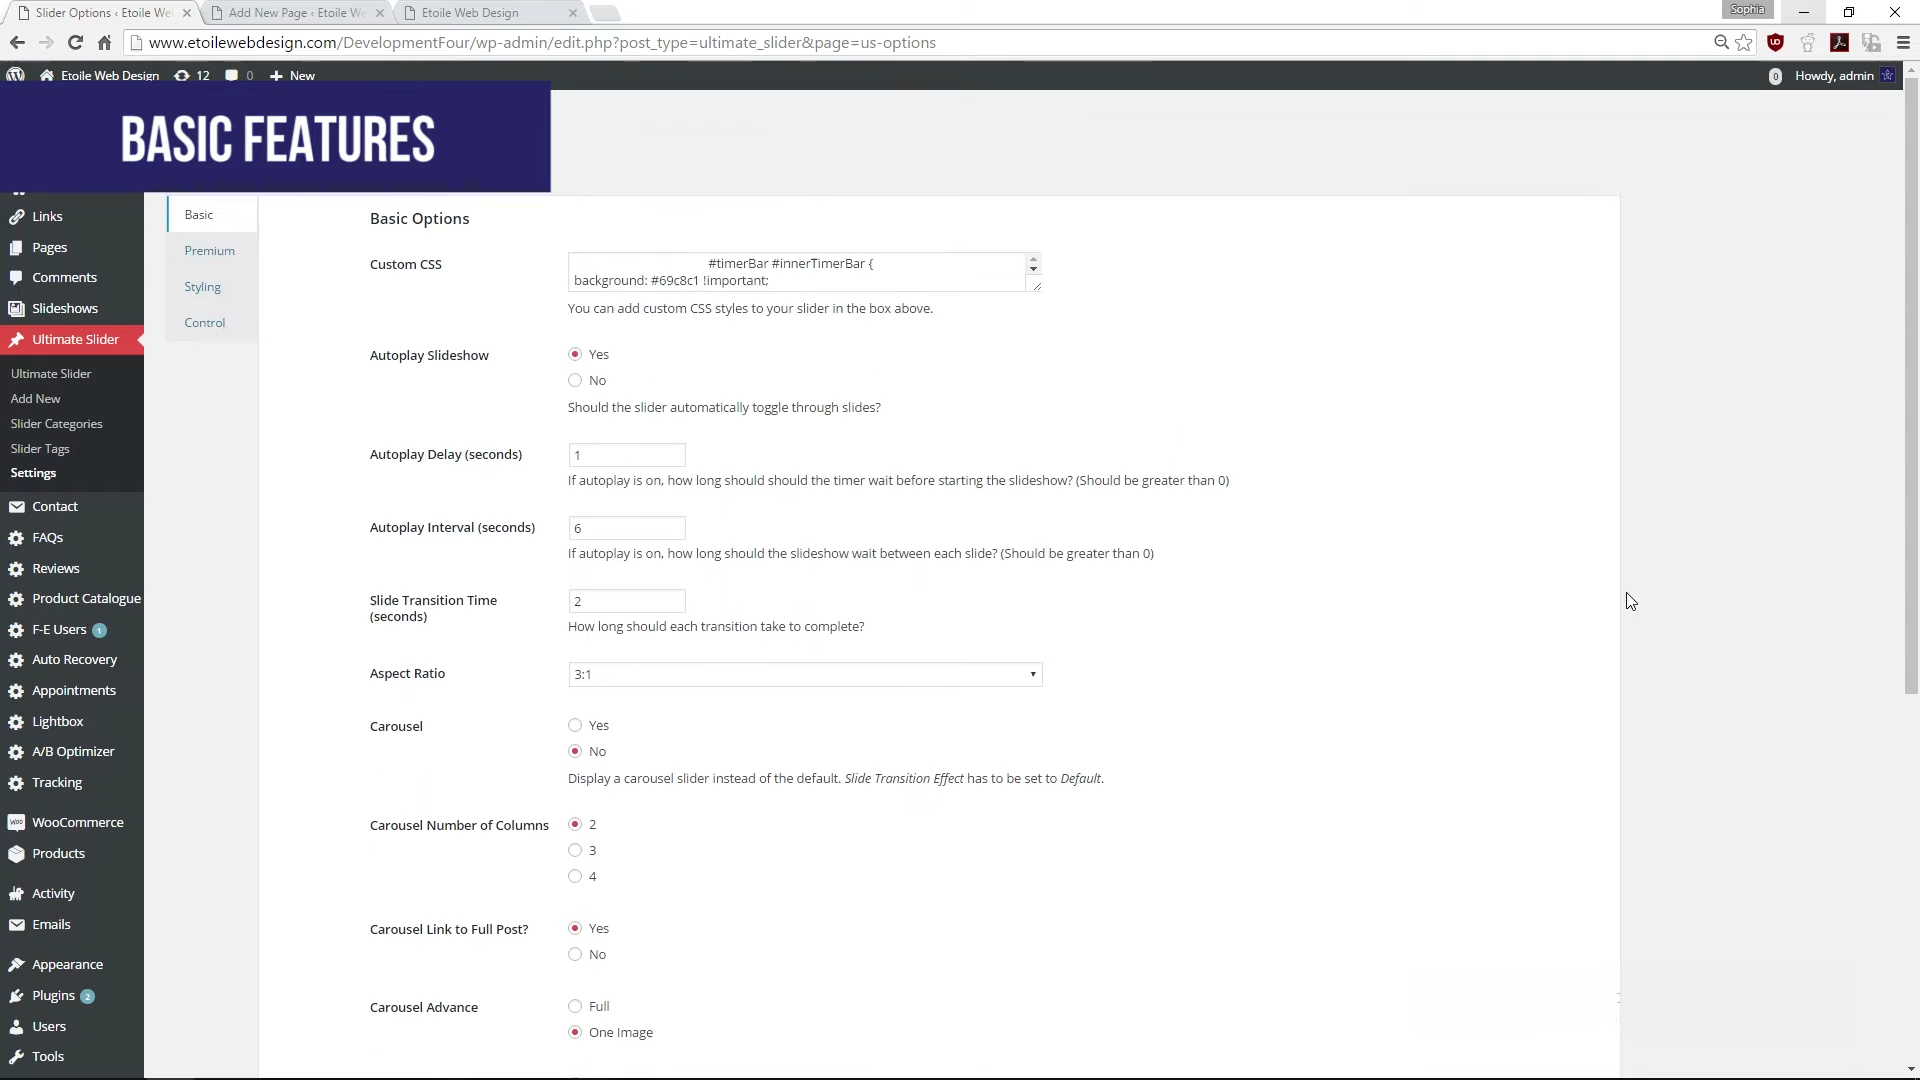 Slider Options ‹ Etoile We
Add New Page ‹ Etoile We
Etoile Web Design
Sophia
www.etoilewebdesign.com/DevelopmentFour/wp-admin/edit.php?post_type=ultimate_slider&page=us-options
Etoile Web Design
12
0
New
0
Howdy, admin
BASIC FEATURES
Links
Pages
Comments
Slideshows
Ultimate Slider
Ultimate Slider
Add New
Slider Categories
Slider Tags
Settings
Contact
FAQs
Reviews
Product Catalogue
F-E Users 1
Auto Recovery
Appointments
Lightbox
A/B Optimizer
Tracking
WooCommerce
Products
Activity
Emails
Appearance
Plugins 2
Users
Tools
Basic
Premium
Styling
Control
Basic Options
Custom CSS
#timerBar #innerTimerBar {
background: #69c8c1 !important;
You can add custom CSS styles to your slider in the box above.
Autoplay Slideshow
Yes
No
Should the slider automatically toggle through slides?
Autoplay Delay (seconds)
1
If autoplay is on, how long should should the timer wait before starting the slideshow? (Should be greater than 0)
Autoplay Interval (seconds)
6
If autoplay is on, how long should the slideshow wait between each slide? (Should be greater than 0)
Slide Transition Time
(seconds)
2
How long should each transition take to complete?
Aspect Ratio
3:1
Carousel
Yes
No
Display a carousel slider instead of the default. Slide Transition Effect has to be set to Default.
Carousel Number of Columns
2
3
4
Carousel Link to Full Post?
Yes
No
Carousel Advance
Full
One Image